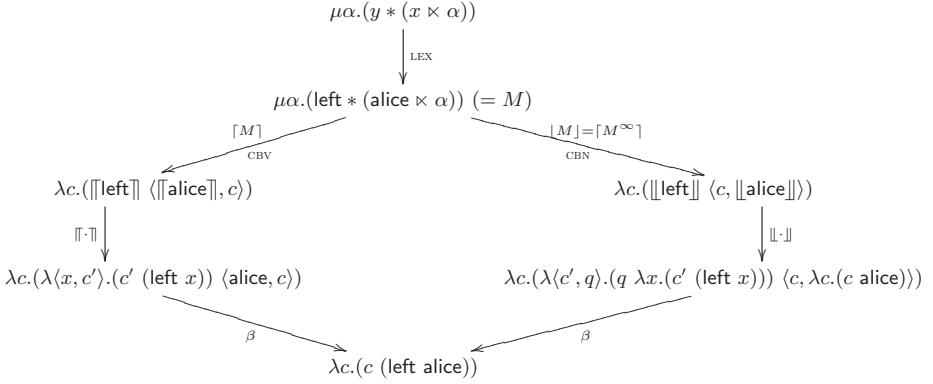 μα.(y ∗ (x ⋉ α))
LEX
μα.(left ∗ (alice ⋉ α)) (= M)
⌈M⌉
CBV
⌊M⌋=⌈M^∞⌉
CBN
λc.(⟦left⟧ ⟨⟦alice⟧, c⟩) λc.(⟦left⟧ ⟨c, ⟦alice⟧⟩)
⟦·⟧ ⟦·⟧
λc.(λ⟨x, c′⟩.(c′ (left x)) ⟨alice, c⟩) λc.(λ⟨c′, q⟩.(q λx.(c′ (left x))) ⟨c, λc.(c alice)⟩)
β β
λc.(c (left alice))